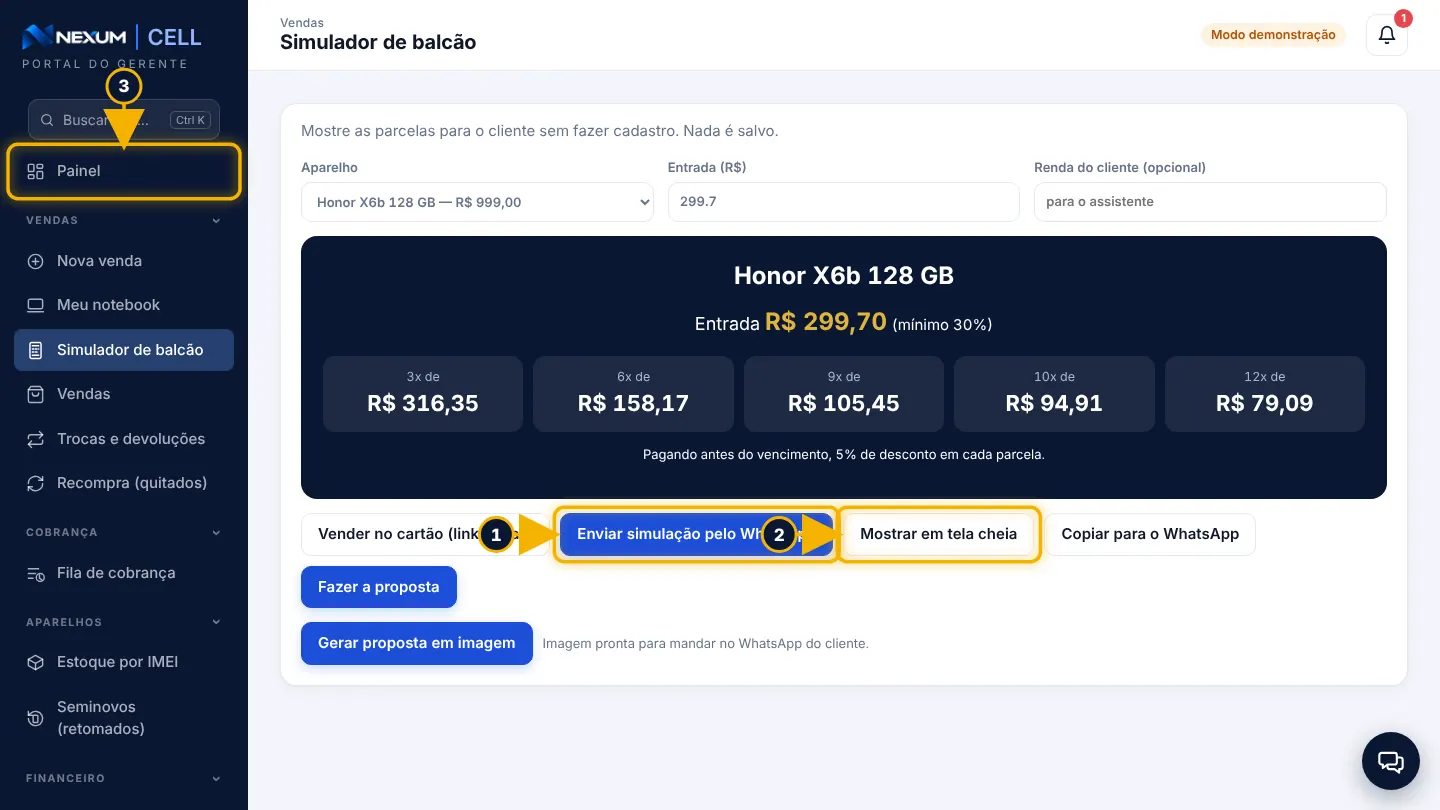 NEXUM | CELL
PORTAL DO GERENTE
3
Buscar ... Ctrl K
Painel
VENDAS
Nova venda
Meu notebook
Simulador de balcão
Vendas
Trocas e devoluções
Recompra (quitados)
COBRANÇA
Fila de cobrança
APARELHOS
Estoque por IMEI
Seminovos
(retomados)
FINANCEIRO
Vendas
Simulador de balcão
Modo demonstração
1
Mostre as parcelas para o cliente sem fazer cadastro. Nada é salvo.
Aparelho
Entrada (R$)
Renda do cliente (opcional)
Honor X6b 128 GB — R$ 999,00
299.7
para o assistente
Honor X6b 128 GB
Entrada R$ 299,70 (mínimo 30%)
3x de
R$ 316,35
6x de
R$ 158,17
9x de
R$ 105,45
10x de
R$ 94,91
12x de
R$ 79,09
Pagando antes do vencimento, 5% de desconto em cada parcela.
Vender no cartão (link
1
Enviar simulação pelo
2
Mostrar em tela cheia
Copiar para o WhatsApp
Fazer a proposta
Gerar proposta em imagem
Imagem pronta para mandar no WhatsApp do cliente.